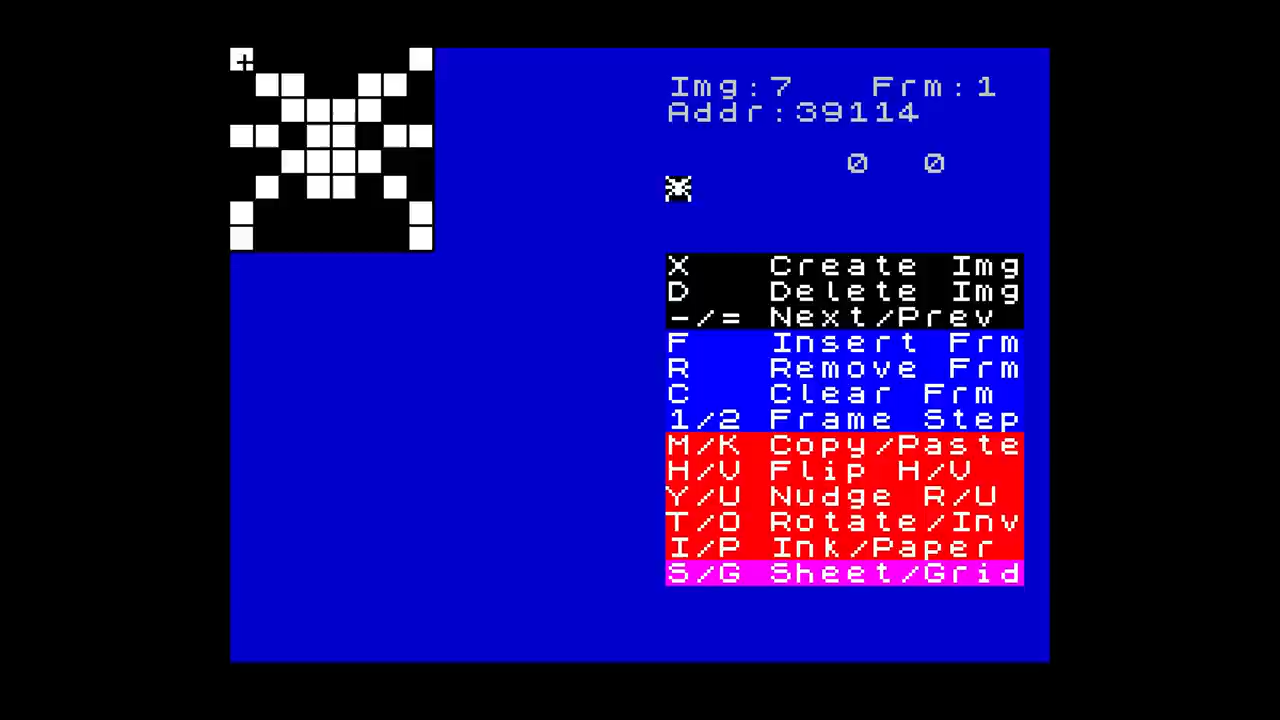 Img:7 Frm:1
Addr:39114
0 0
X Create Img
D Delete Img
-/= Next/Prev
F Insert Frm
R Remove Frm
C Clear Frm
1/2 Frame Step
M/K Copy/Paste
H/V Flip H/V
Y/U Nudge R/U
T/O Rotate/Inv
I/P Ink/Paper
S/G Sheet/Grid